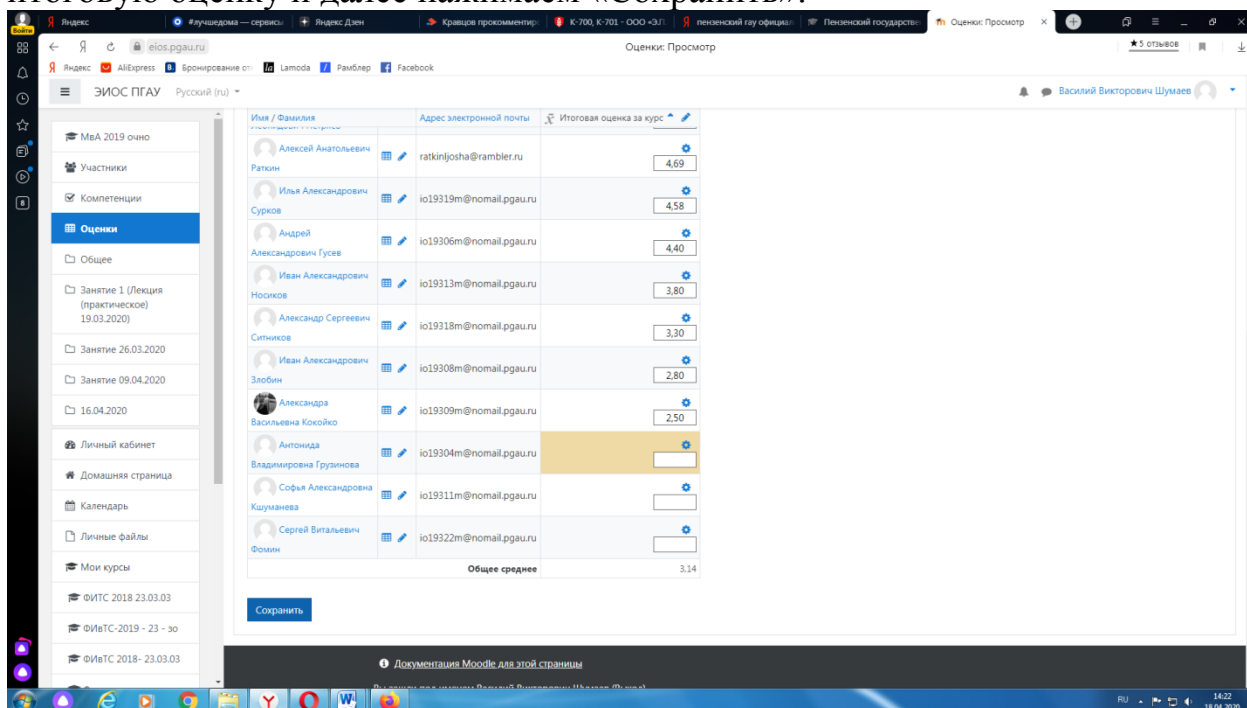 итоговую оценку и далее нажимаем «Сохранить».
Войти
Яндекс
#лучшедома — сервисы
Яндекс Дзен
Кравцов прокомментир
К-700, К-701 - ООО «ЭЛ
пензенский гау официал
Пензенский государстве
Оценки: Просмотр
eios.pgau.ru
Оценки: Просмотр
★5 отзывов
Яндекс AliExpress Бронирование от Lamoda Рамблер Facebook
ЭИОС ПГАУ Русский (ru)
Василий Викторович Шумаев
МвА 2019 очно
Участники
Компетенции
Оценки
Общее
Занятие 1 (Лекция
(практическое)
19.03.2020)
Занятие 26.03.2020
Занятие 09.04.2020
16.04.2020
Личный кабинет
Домашняя страница
Календарь
Личные файлы
Мои курсы
ФИТС 2018 23.03.03
ФИвТС-2019 - 23 - зо
ФИвТС 2018- 23.03.03
Имя / Фамилия Адрес электронной почты Итоговая оценка за курс
Алексей Анатольевич
Раткин ratkinljosha@rambler.ru 4,69
Илья Александрович
Сурков io19319m@nomail.pgau.ru 4,58
Андрей
Александрович Гусев io19306m@nomail.pgau.ru 4,40
Иван Александрович
Носиков io19313m@nomail.pgau.ru 3,80
Александр Сергеевич
Ситников io19318m@nomail.pgau.ru 3,30
Иван Александрович
Злобин io19308m@nomail.pgau.ru 2,80
Александра
Васильевна Кокойко io19309m@nomail.pgau.ru 2,50
Антонида
Владимировна Грузинова io19304m@nomail.pgau.ru
Софья Александровна
Кшуманева io19311m@nomail.pgau.ru
Сергей Витальевич
Фомин io19322m@nomail.pgau.ru
Общее среднее 3,14
Сохранить
Документация Moodle для этой страницы
RU
14:22
18.04.2020